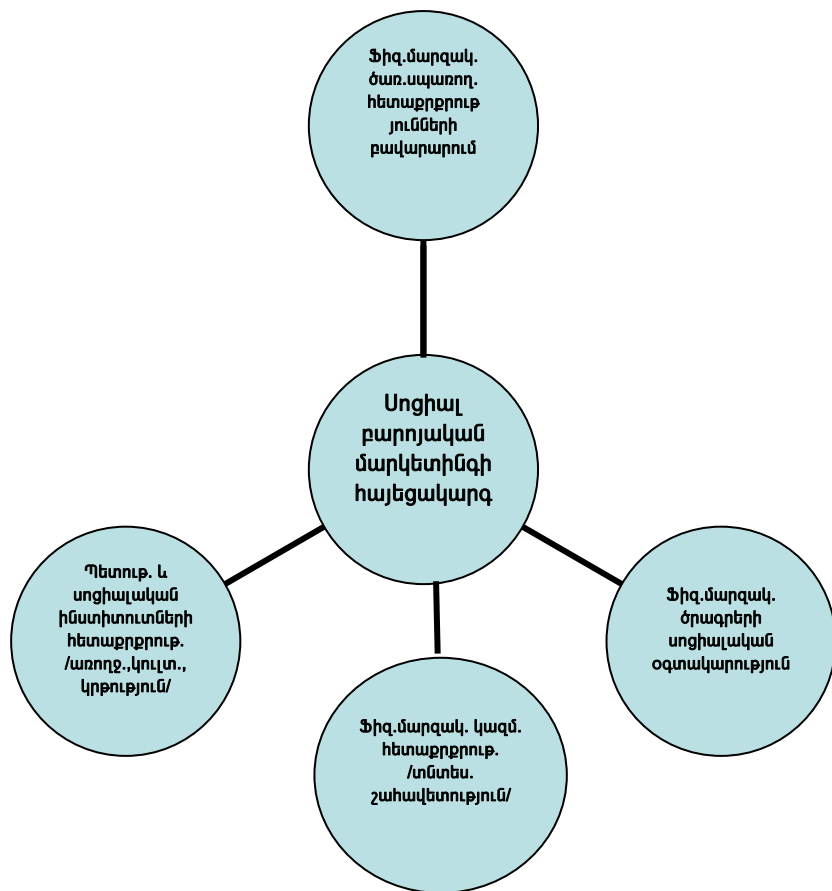 Ֆիզ.մարզակ.
ծառ.սպառող.
հետաքրքրութ
յունների
բավարարում
Սոցիալ
բարոյական
մարկետինգի
հայեցակարգ
Պետութ. և
սոցիալական
ինստիտուտների
հետաքրքրութ.
/առողջ.,կուլտ.,
կրթություն/
Ֆիզ.մարզակ. կազմ.
հետաքրքրութ.
/տնտես.
շահավետություն/
Ֆիզ.մարզակ.
ծրագրերի
սոցիալական
օգտակարություն